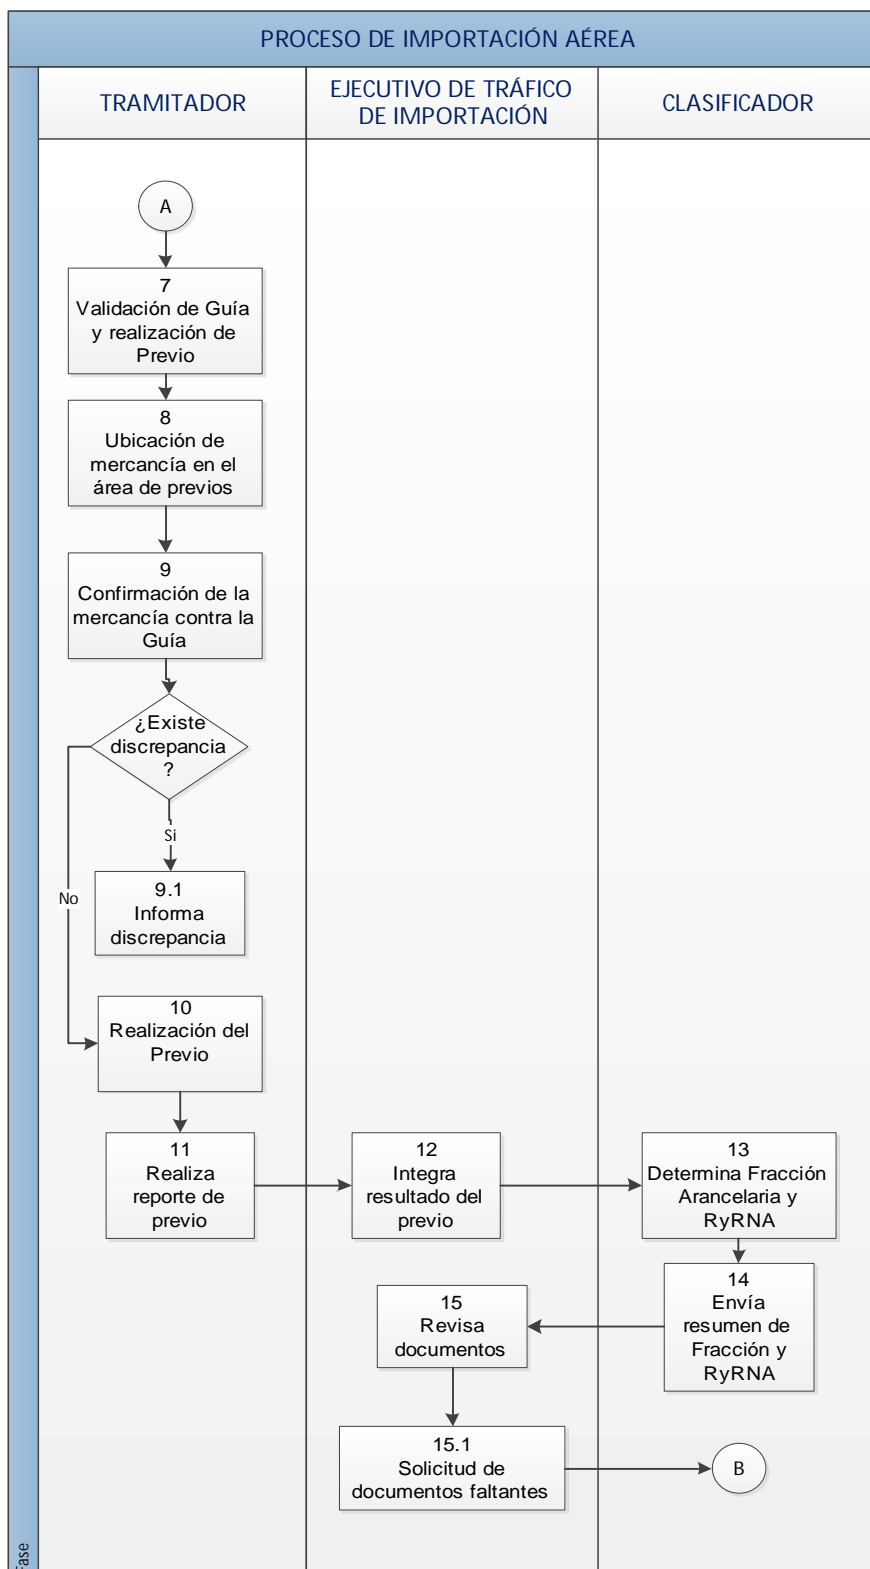 PROCESO DE IMPORTACIÓN AÉREA
TRAMITADOR
EJECUTIVO DE TRÁFICO
DE IMPORTACIÓN
CLASIFICADOR
A
7
Validación de Guía
y realización de
Previo
8
Ubicación de
mercancía en el
área de previos
9
Confirmación de la
mercancía contra la
Guía
¿Existe
discrepancia
?
Si
No
9.1
Informa
discrepancia
10
Realización del
Previo
11
Realiza
reporte de
previo
12
Integra
resultado del
previo
13
Determina Fracción
Arancelaria y
RyRNA
14
Envía
resumen de
Fracción y
RyRNA
15
Revisa
documentos
15.1
Solicitud de
documentos faltantes
B
Fase